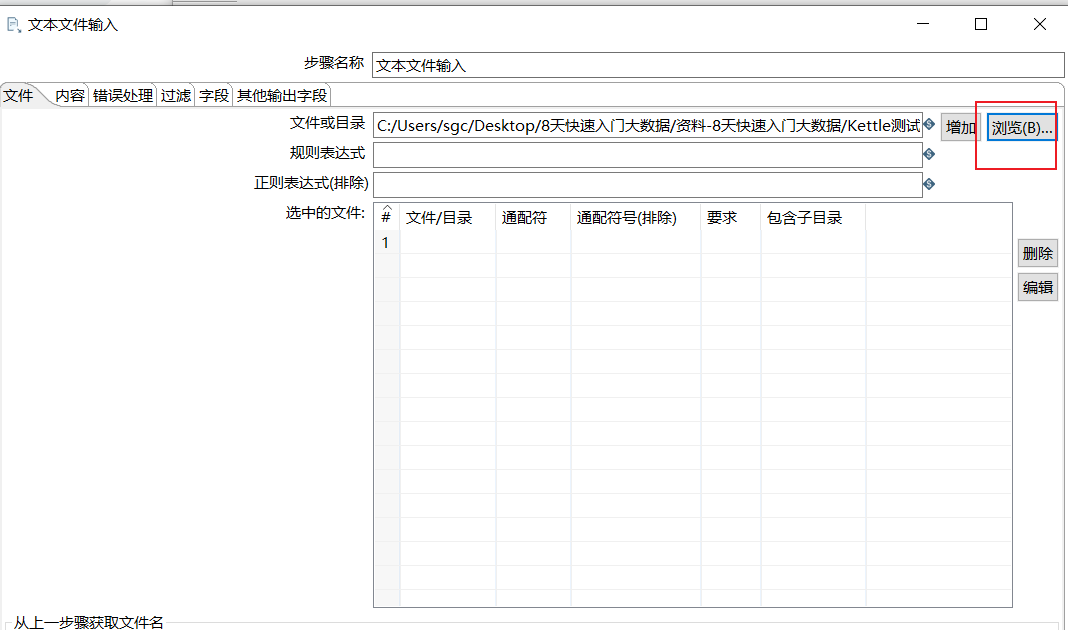 文本文件输入
步骤名称 文本文件输入
文件 内容 错误处理 过滤 字段 其他输出字段
文件或目录 C:/Users/sgc/Desktop/8天快速入门大数据/资料-8天快速入门大数据/Kettle测试 增加 浏览(B)...
规则表达式
正则表达式(排除)
选中的文件: # 文件/目录 通配符 通配符号(排除) 要求 包含子目录
1
删除
编辑
从上一步骤获取文件名